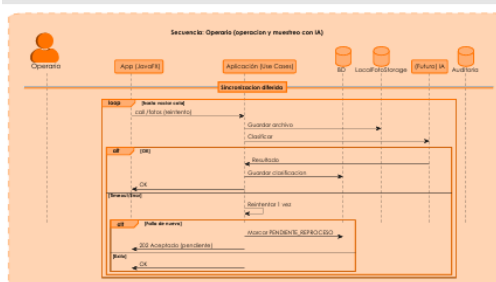 Secuencia: Operario (operacion y muestreo con IA)
Operario
App (JavaFX)
Aplicación (Use Cases)
BD
LocalFotoStorage
(Futuro) IA
Auditoria
Sincronizacion diferida
loop
[hasta vaciar cola]
call /fotos (reintento)
Guardar archivo
Clasificar
alt
[OK]
Resultado
Guardar clasificacion
OK
[Timeout/Error]
Reintentar 1 vez
alt
[Falla de nuevo]
Marcar PENDIENTE_REPROCESO
202 Aceptado (pendiente)
[Exito]
OK